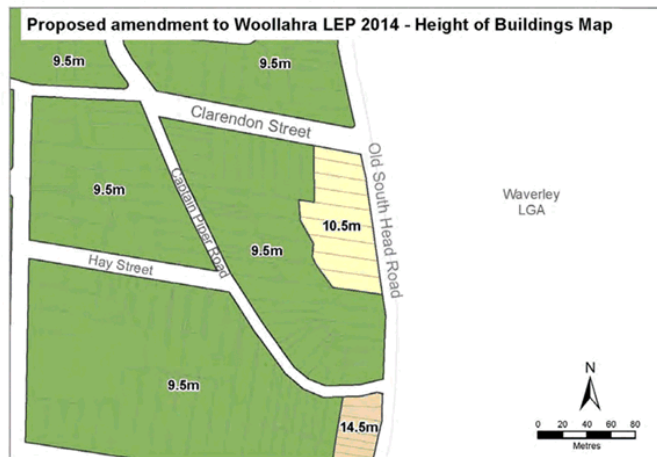 Proposed amendment to Woollahra LEP 2014 - Height of Buildings Map
9.5m
9.5m
Clarendon Street
Old South Head Road
Waverley
LGA
9.5m
Captain Piper Road
10.5m
9.5m
Hay Street
9.5m
14.5m
N
0 20 40 60 80
Metres